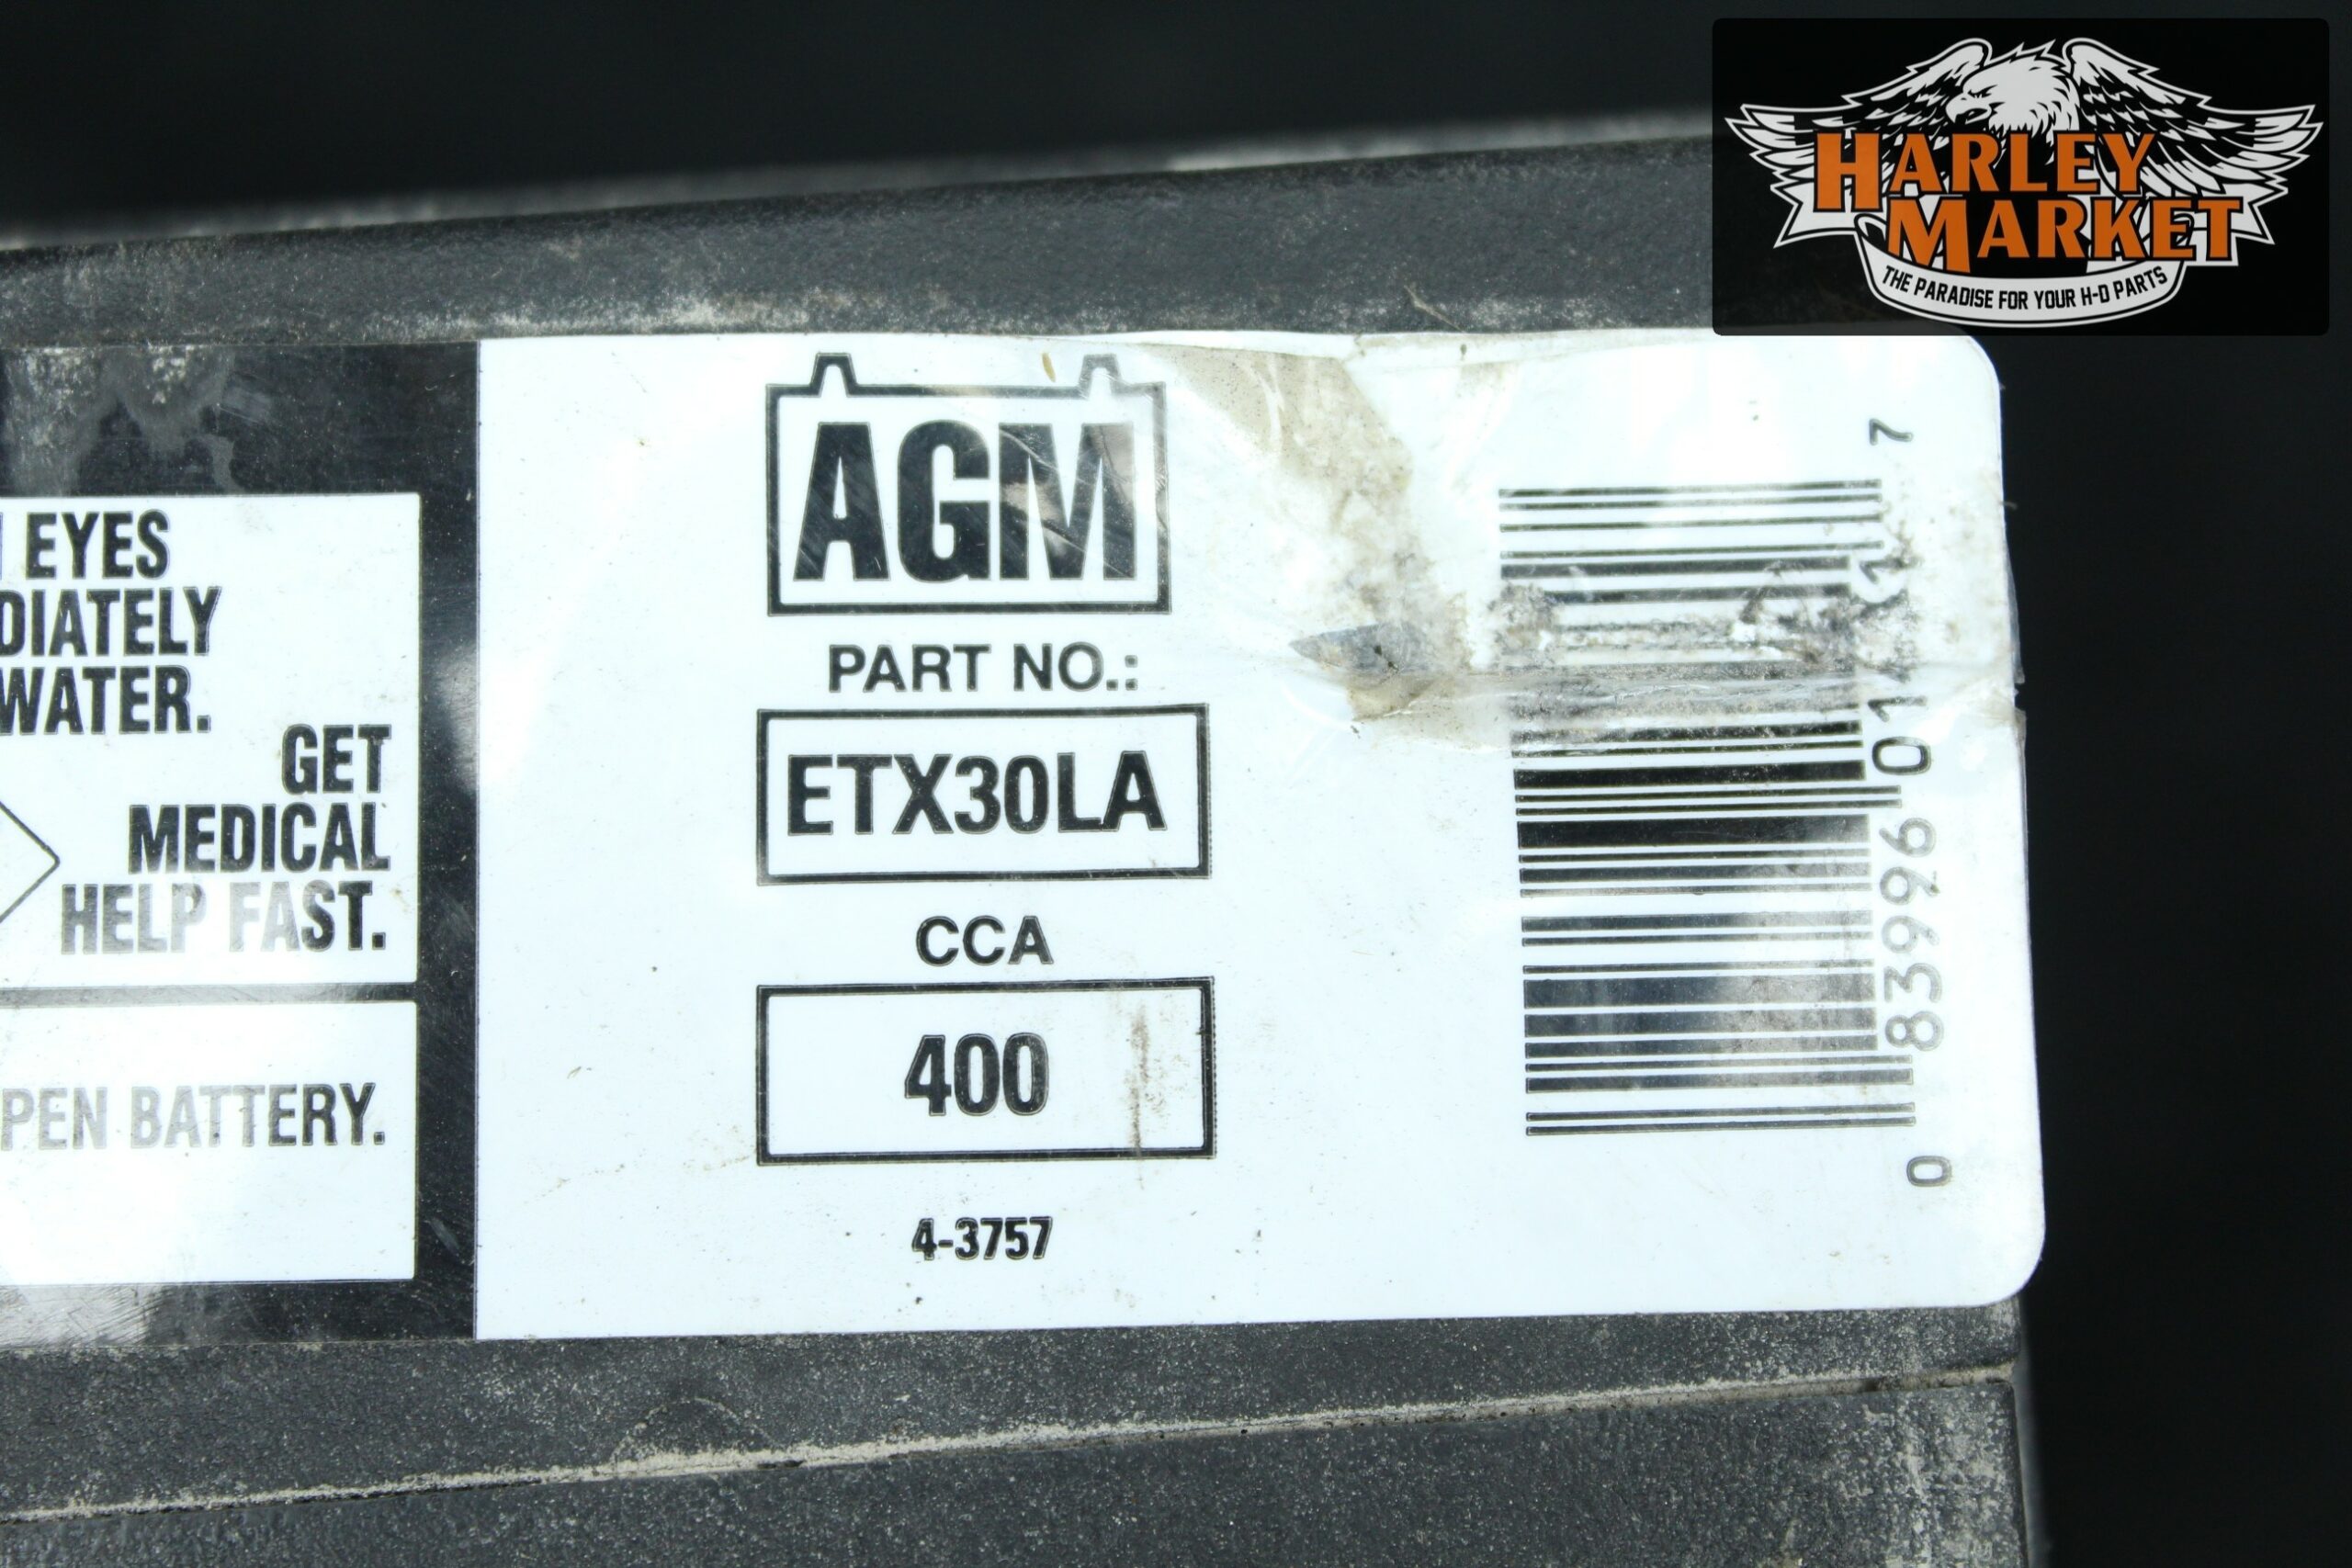 HARLEY
MARKET
THE PARADISE FOR YOUR H-D PARTS
EYES
DIATELY
WATER.
GET
MEDICAL
HELP FAST.
PEN BATTERY.
AGM
PART NO.:
ETX30LA
CCA
400
4-3757
0 83996 01 7